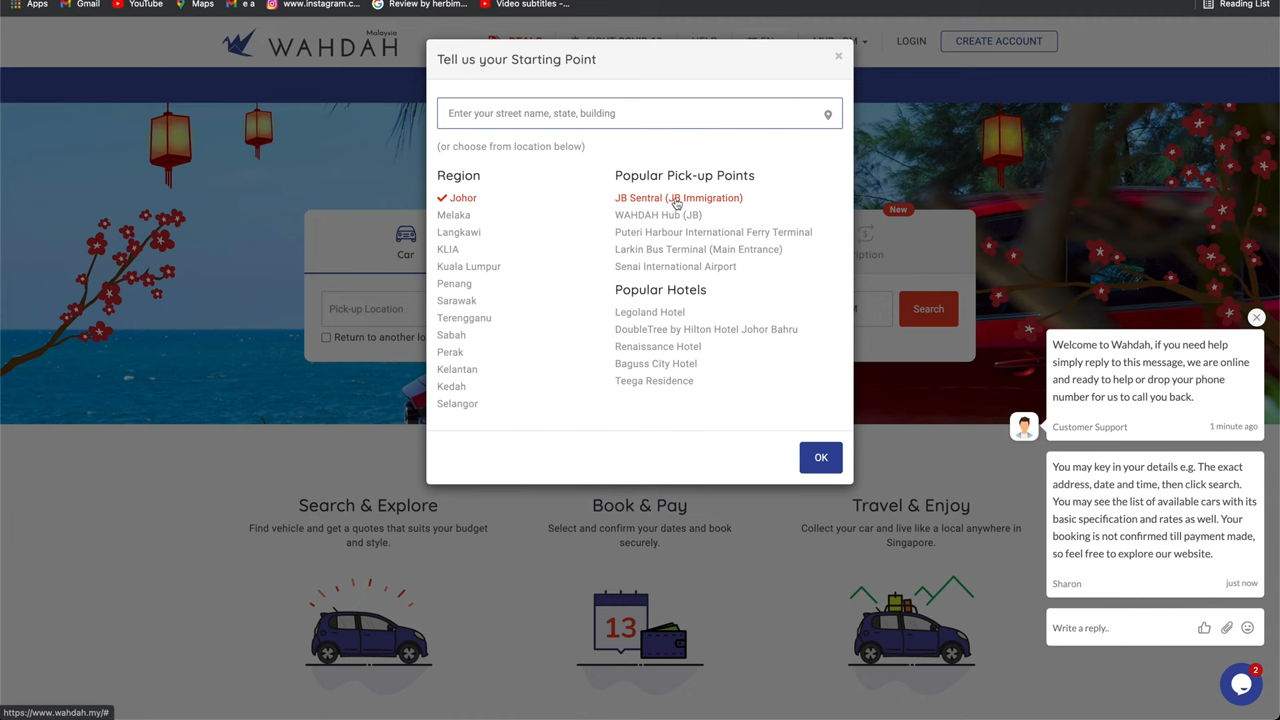 Apps
Gmail
YouTube
Maps
e a
www.instagram.c...
Review by herbim...
Video subtitles -...
Reading List
Malaysia
WAHDAH
DEALS
FIGHT COVID-19
HELP
EN
LOGIN
CREATE ACCOUNT
Tell us your Starting Point
×
Enter your street name, state, building
(or choose from location below)
Region
Johor
Melaka
Langkawi
KLIA
Kuala Lumpur
Penang
Sarawak
Terengganu
Sabah
Perak
Kelantan
Kedah
Selangor
Popular Pick-up Points
JB Sentral (JB Immigration)
WAHDAH Hub (JB)
Puteri Harbour International Ferry Terminal
Larkin Bus Terminal (Main Entrance)
Senai International Airport
Popular Hotels
Legoland Hotel
DoubleTree by Hilton Hotel Johor Bahru
Renaissance Hotel
Baguss City Hotel
Teega Residence
OK
Car
Pick-up Location
Return to another lo
New
ription
M
Search
Search & Explore
Find vehicle and get a quotes that suits your budget
and style.
Book & Pay
Select and confirm your dates and book
securely.
13
Travel & Enjoy
Collect your car and live like a local anywhere in
Singapore.
Welcome to Wahdah, if you need help
simply reply to this message, we are online
and ready to help or drop your phone
number for us to call you back.
Customer Support 1 minute ago
You may key in your details e.g. The exact
address, date and time, then click search.
You may see the list of available cars with its
basic specification and rates as well. Your
booking is not confirmed till payment made,
so feel free to explore our website.
Sharon just now
Write a reply..
2
https://www.wahdah.my/#